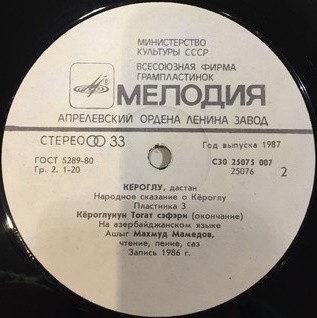 МИНИСТЕРСТВО
КУЛЬТУРЫ СССР
ВСЕСОЮЗНАЯ ФИРМА
ГРАМПЛАСТИНОК
МЕЛОДИЯ
АПРЕЛЕВСКИЙ ОРДЕНА ЛЕНИНА ЗАВОД
СТЕРЕО 33
Год выпуска 1987
ГОСТ 5289-80
Гр. 2. 1-20
С30 25075 007
25076
2
КЕРОГЛУ, дастан
Народное сказание о Кёроглу
Пластинка 3
Кёроглунун Тогат сәфәри (окончание)
На азербайджанском языке
Ашыг Махмуд Мамедов,
чтение, пение, саз
Запись 1986 г.